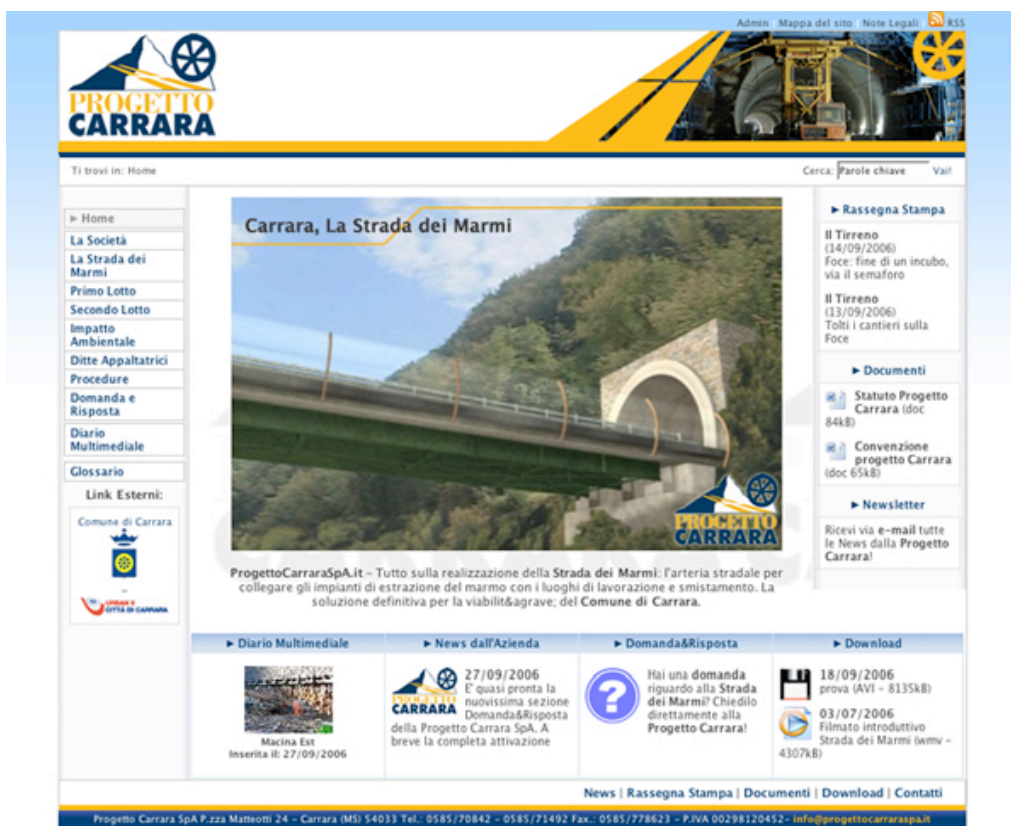 Admin | Mappa del sito | Note Legali | RSS
PROGETTO
CARRARA
Ti trovi in: Home
Cerca: Parole chiave Vai!
► Home
La Società
La Strada dei
Marmi
Primo Lotto
Secondo Lotto
Impatto
Ambientale
Ditte Appaltatrici
Procedure
Domanda e
Risposta
Diario
Multimediale
Glossario
Link Esterni:
Comune di Carrara
URBAN 2
CITTÀ DI CARRARA
Carrara, La Strada dei Marmi
PROGETTO
CARRARA
ProgettoCarraraSpA.it – Tutto sulla realizzazione della Strada dei Marmi: l'arteria stradale per
collegare gli impianti di estrazione del marmo con i luoghi di lavorazione e smistamento. La
soluzione definitiva per la viabilit&agrave; del Comune di Carrara.
► Rassegna Stampa
Il Tirreno
(14/09/2006)
Foce: fine di un incubo,
via il semaforo
Il Tirreno
(13/09/2006)
Tolti i cantieri sulla
Foce
► Documenti
Statuto Progetto
Carrara (doc
84kB)
Convenzione
progetto Carrara
(doc 65kB)
► Newsletter
Ricevi via e-mail tutte
le News dalla Progetto
Carrara!
► Diario Multimediale
Macina Est
Inserita il: 27/09/2006
► News dall'Azienda
CARRARA
27/09/2006
E' quasi pronta la
nuovissima sezione
Domanda&Risposta
della Progetto Carrara SpA. A
breve la completa attivazione
► Domanda&Risposta
Hai una domanda
riguardo alla Strada
dei Marmi? Chiedilo
direttamente alla
Progetto Carrara!
► Download
18/09/2006
prova (AVI – 8135kB)
03/07/2006
Filmato introduttivo
Strada dei Marmi (wmv –
4307kB)
News | Rassegna Stampa | Documenti | Download | Contatti
Progetto Carrara SpA P.zza Matteotti 24 – Carrara (MS) 54033 Tel.: 0585/70842 – 0585/71492 Fax.: 0585/778623 – P.IVA 00298120452– info@progettocarraraspa.it